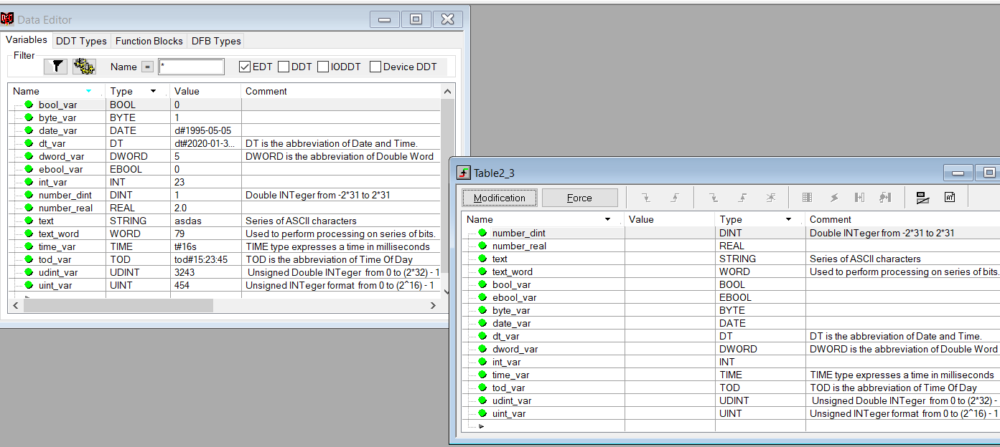 Data Editor
Variables DDT Types Function Blocks DFB Types
Filter
Name = * EDT DDT IODDT Device DDT
Name Type Value Comment
bool_var BOOL 0
byte_var BYTE 1
date_var DATE d#1995-05-05
dt_var DT dt#2020-01-3... DT is the abbreviation of Date and Time.
dword_var DWORD 5 DWORD is the abbreviation of Double Word
ebool_var EBOOL 0
int_var INT 23
number_dint DINT 1 Double INTeger from -2*31 to 2*31
number_real REAL 2.0
text STRING asdas Series of ASCII characters
text_word WORD 79 Used to perform processing on series of bits.
time_var TIME t#16s TIME type expresses a time in milliseconds
tod_var TOD tod#15:23:45 TOD is the abbreviation of Time Of Day
udint_var UDINT 3243 Unsigned Double INTeger from 0 to (2*32) - 1
uint_var UINT 454 Unsigned INTeger format from 0 to (2^16) - 1
Table2_3
Modification Force
Name Value Type Comment
number_dint DINT Double INTeger from -2*31 to 2*31
number_real REAL
text STRING Series of ASCII characters
text_word WORD Used to perform processing on series of bits.
bool_var BOOL
ebool_var EBOOL
byte_var BYTE
date_var DATE
dt_var DT DT is the abbreviation of Date and Time.
dword_var DWORD DWORD is the abbreviation of Double Word
int_var INT
time_var TIME TIME type expresses a time in milliseconds
tod_var TOD TOD is the abbreviation of Time Of Day
udint_var UDINT Unsigned Double INTeger from 0 to (2*32) -
uint_var UINT Unsigned INTeger format from 0 to (2^16) - 1